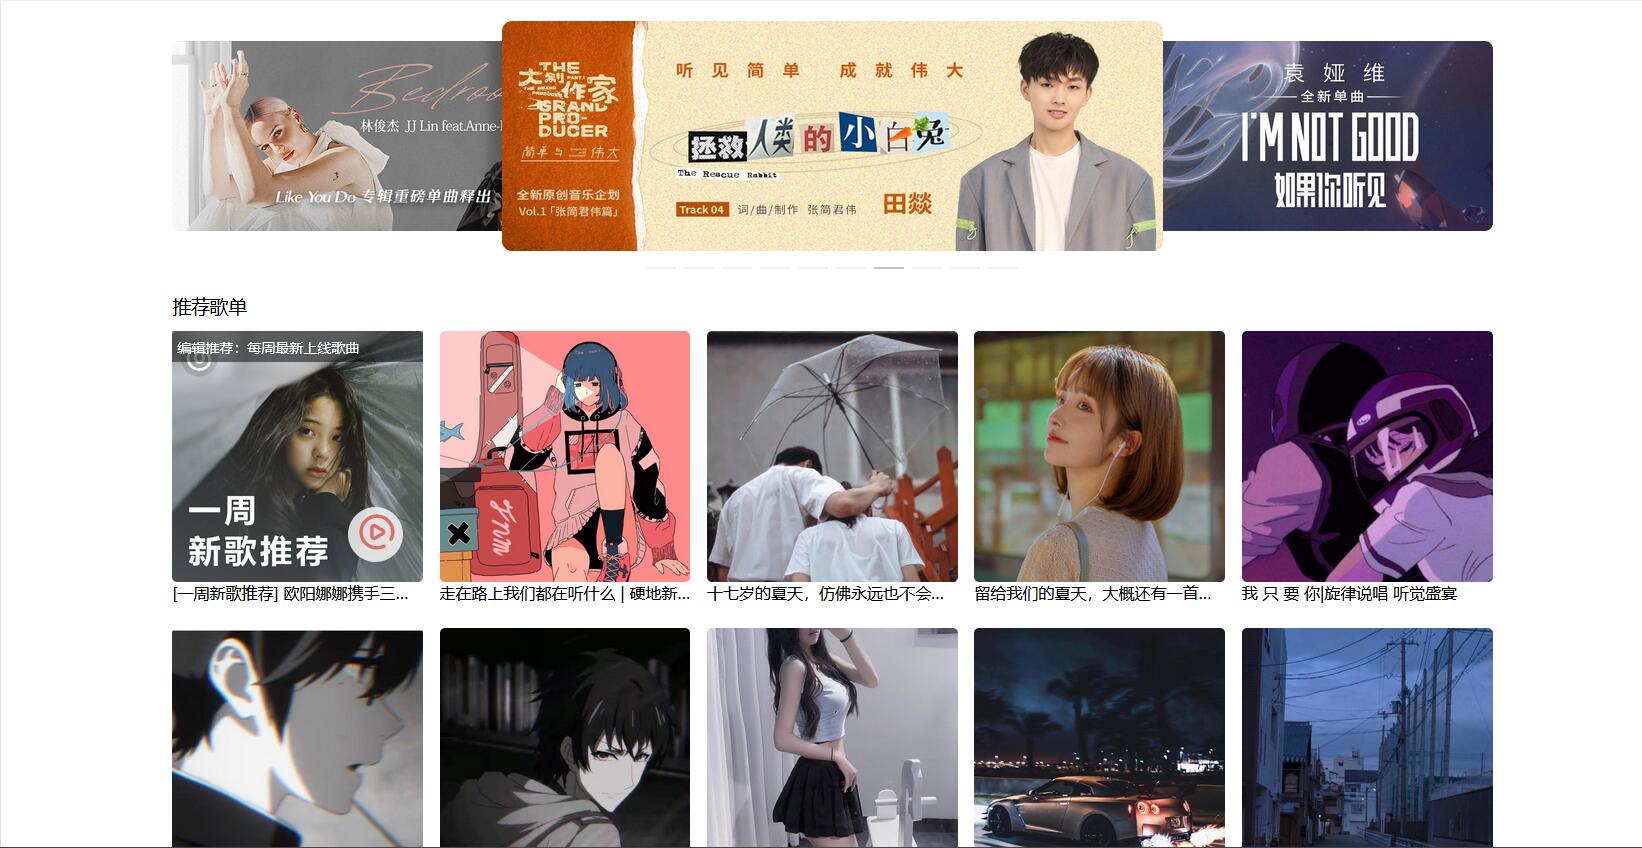 Bedroo
林俊杰 JJ Lin feat.Anne-
Like You Do 专辑重磅单曲释出
THE
大制作家
THE GRAND PRODUCER
GRAND
PRO-
DUCER
简单与伟大
全新原创音乐企划
Vol.1「张简君伟篇」
听见简单 成就伟大
拯救人类的小白兔
The Rescue Rabbit
Track 04 词/曲/制作 张简君伟 田燚
袁娅维
全新单曲
I'M NOT GOOD
如果你听见
推荐歌单
编辑推荐：每周最新上线歌曲
一周
新歌推荐
[一周新歌推荐] 欧阳娜娜携手三...
走在路上我们都在听什么 | 硬地新...
十七岁的夏天，仿佛永远也不会...
留给我们的夏天，大概还有一首...
我 只 要 你|旋律说唱 听觉盛宴